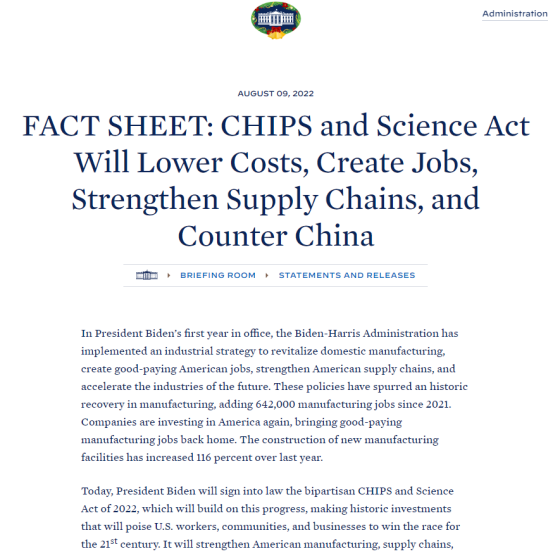 Administration
AUGUST 09, 2022
FACT SHEET: CHIPS and Science Act
Will Lower Costs, Create Jobs,
Strengthen Supply Chains, and
Counter China
BRIEFING ROOM
STATEMENTS AND RELEASES
In President Biden's first year in office, the Biden-Harris Administration has
implemented an industrial strategy to revitalize domestic manufacturing,
create good-paying American jobs, strengthen American supply chains, and
accelerate the industries of the future. These policies have spurred an historic
recovery in manufacturing, adding 642,000 manufacturing jobs since 2021.
Companies are investing in America again, bringing good-paying
manufacturing jobs back home. The construction of new manufacturing
facilities has increased 116 percent over last year.
Today, President Biden will sign into law the bipartisan CHIPS and Science
Act of 2022, which will build on this progress, making historic investments
that will poise U.S. workers, communities, and businesses to win the race for
the 21st century. It will strengthen American manufacturing, supply chains,